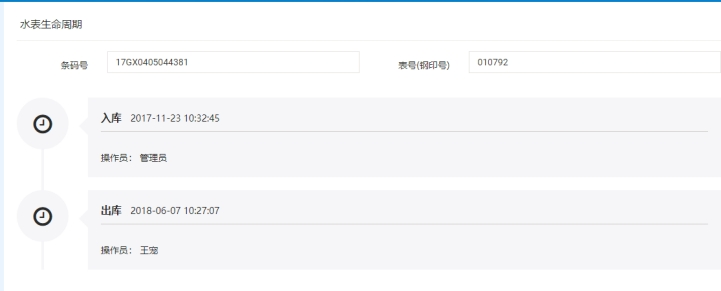 水表生命周期
条码号 17GX0405044381 表号(钢印号) 010792
入库 2017-11-23 10:32:45
操作员： 管理员
出库 2018-06-07 10:27:07
操作员： 王宠